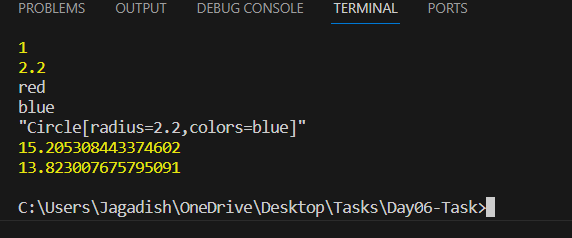 PROBLEMS OUTPUT DEBUG CONSOLE TERMINAL PORTS
1
2.2
red
blue
"Circle[radius=2.2,colors=blue]"
15.205308443374602
13.823007675795091
C:\Users\Jagadish\OneDrive\Desktop\Tasks\Day06-Task>